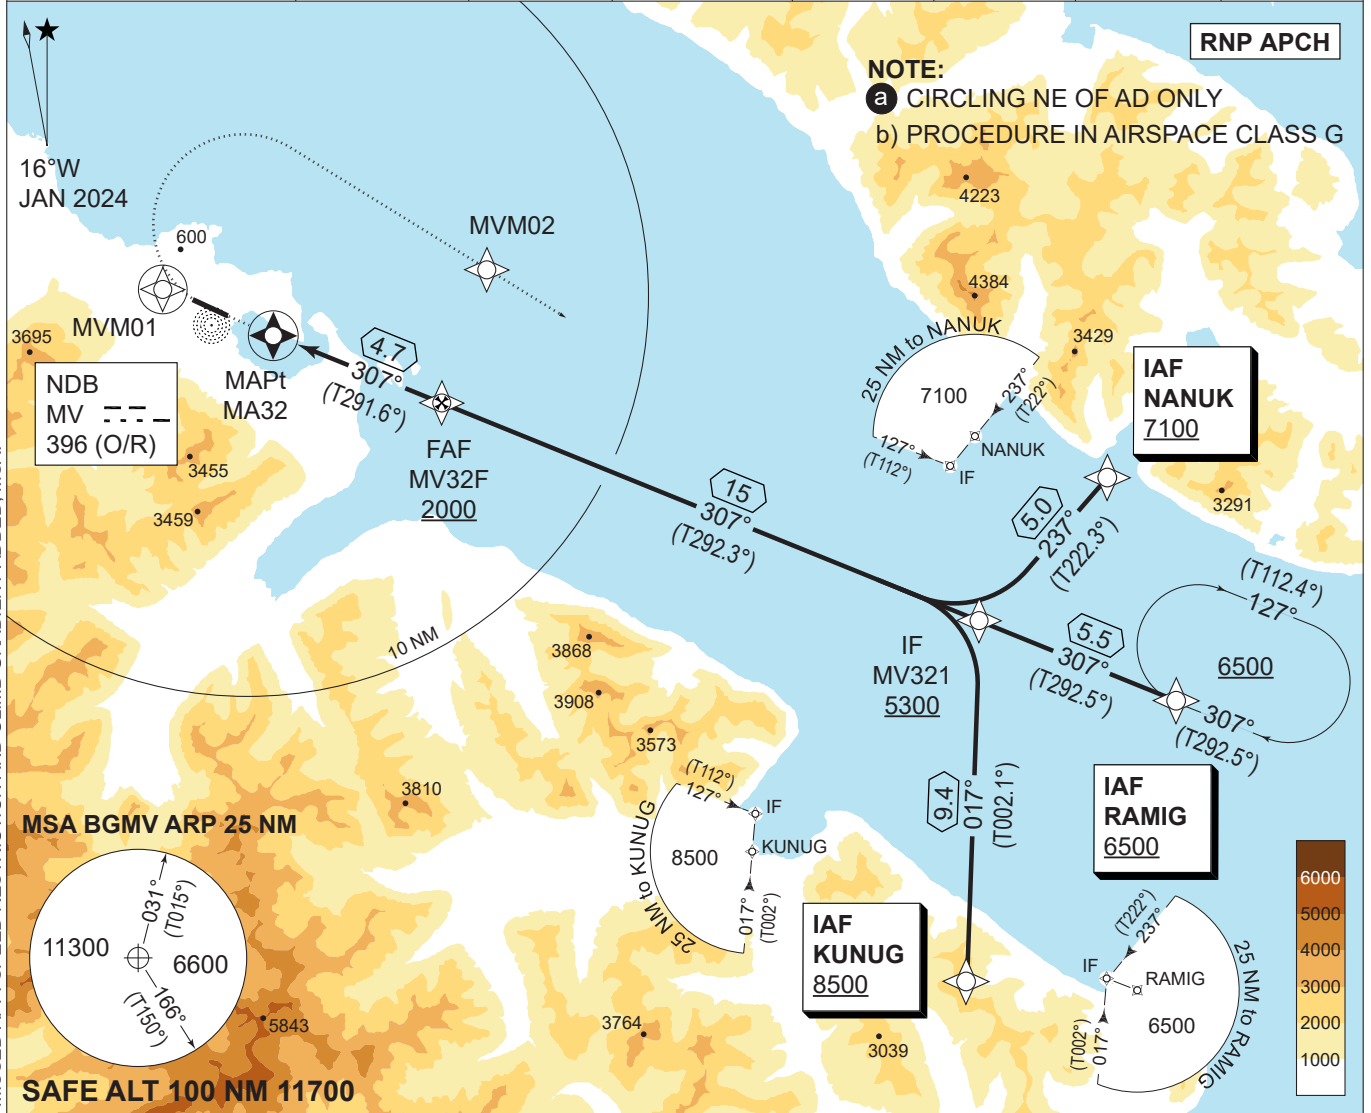 RNP APCH
NOTE:
a CIRCLING NE OF AD ONLY
b) PROCEDURE IN AIRSPACE CLASS G
16°W
JAN 2024
4223
4384
3429
3291
600
MVM02
MVM01
3695
NDB
MV
396 (O/R)
3455
3459
MAPt
MA32
4.7
307°
(T291.6°)
FAF
MV32F
2000
15
307°
(T292.3°)
25 NM to NANUK
7100
237°
(T222°)
127°
(T112°)
NANUK
IF
IAF
NANUK
7100
5.0
237°
(T222.3°)
(T112.4°)
127°
6500
307°
(T292.5°)
5.5
307°
(T292.5°)
IF
MV321
5300
10 NM
3868
3908
3573
3810
9.4
017°
(T002.1°)
IAF
RAMIG
6500
(T112°)
127°
IF
KUNUG
8500
25 NM to KUNUG
017°
(T002°)
IAF
KUNUG
8500
MSA BGMV ARP 25 NM
031°
(T015°)
11300
6600
166°
(T150°)
5843
3764
3039
(T222°)
237°
IF
RAMIG
6500
25 NM to RAMIG
(T002°)
017°
6000
5000
4000
3000
2000
1000
SAFE ALT 100 NM 11700